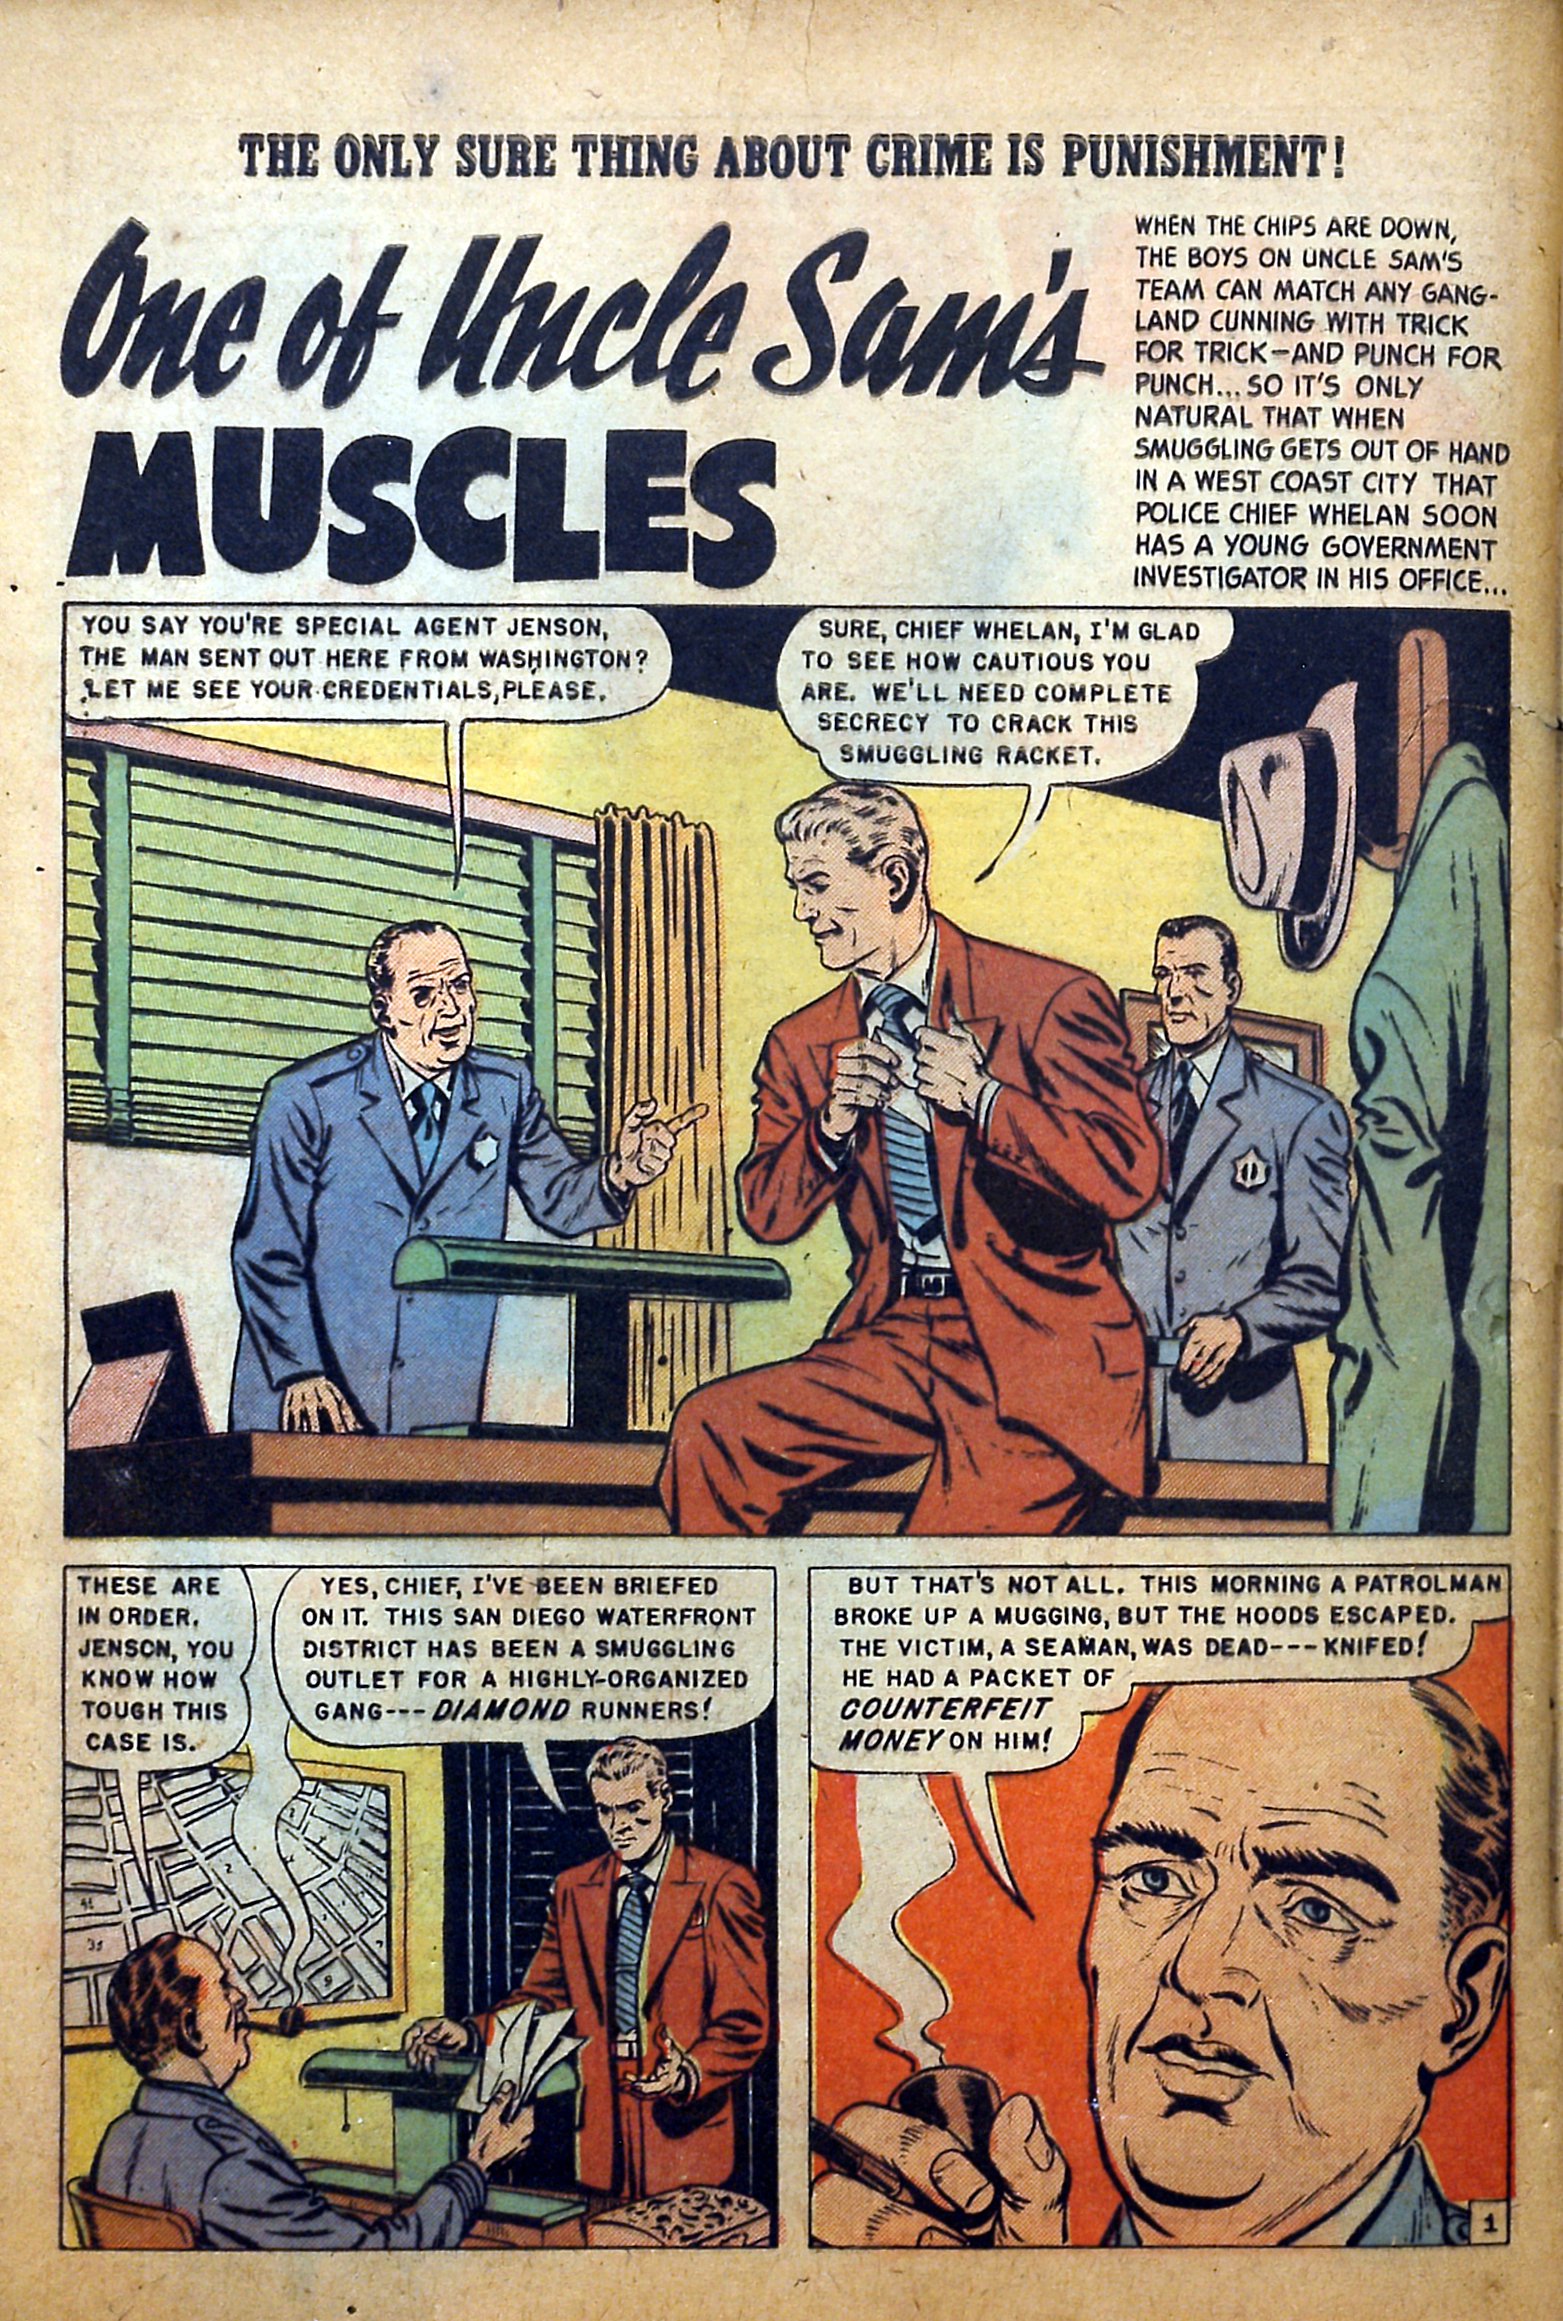 THE ONLY SURE THING ABOUT CRIME IS PUNISHMENT!
One of Uncle Sam's
MUSCLES
WHEN THE CHIPS ARE DOWN,
THE BOYS ON UNCLE SAM'S
TEAM CAN MATCH ANY GANG-
LAND CUNNING WITH TRICK
FOR TRICK—AND PUNCH FOR
PUNCH... SO IT'S ONLY
NATURAL THAT WHEN
SMUGGLING GETS OUT OF HAND
IN A WEST COAST CITY THAT
POLICE CHIEF WHELAN SOON
HAS A YOUNG GOVERNMENT
INVESTIGATOR IN HIS OFFICE...
YOU SAY YOU'RE SPECIAL AGENT JENSON,
THE MAN SENT OUT HERE FROM WASHINGTON?
LET ME SEE YOUR CREDENTIALS, PLEASE.
SURE, CHIEF WHELAN, I'M GLAD
TO SEE HOW CAUTIOUS YOU
ARE. WE'LL NEED COMPLETE
SECRECY TO CRACK THIS
SMUGGLING RACKET.
THESE ARE
IN ORDER.
JENSON, YOU
KNOW HOW
TOUGH THIS
CASE IS.
YES, CHIEF, I'VE BEEN BRIEFED
ON IT. THIS SAN DIEGO WATERFRONT
DISTRICT HAS BEEN A SMUGGLING
OUTLET FOR A HIGHLY-ORGANIZED
GANG--- DIAMOND RUNNERS!
BUT THAT'S NOT ALL. THIS MORNING A PATROLMAN
BROKE UP A MUGGING, BUT THE HOODS ESCAPED.
THE VICTIM, A SEAMAN, WAS DEAD--- KNIFED!
HE HAD A PACKET OF
COUNTERFEIT
MONEY ON HIM!
1